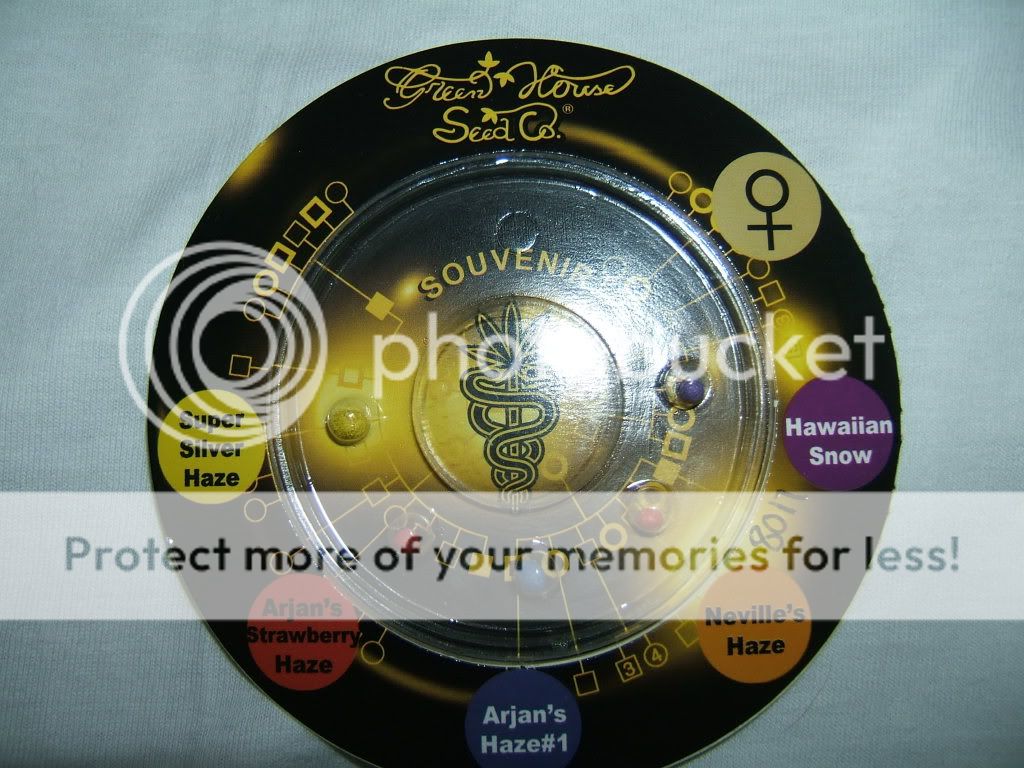 Green House
Seed Co.®
SOUVENIR
photobucket
Super
Silver
Haze
Hawaiian
Snow
Protect more of your memories for less!
Arjan's
Strawberry
Haze
Neville's
Haze
3 4
Arjan's
Haze#1